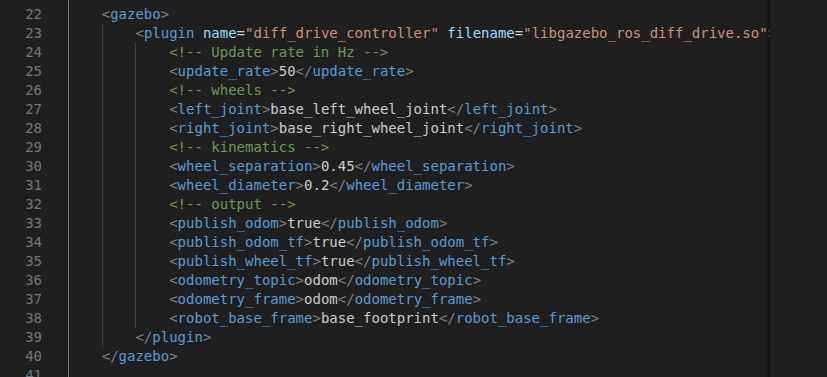 22 <gazebo>
23 <plugin name="diff_drive_controller" filename="libgazebo_ros_diff_drive.so">
24 <!-- Update rate in Hz -->
25 <update_rate>50</update_rate>
26 <!-- wheels -->
27 <left_joint>base_left_wheel_joint</left_joint>
28 <right_joint>base_right_wheel_joint</right_joint>
29 <!-- kinematics -->
30 <wheel_separation>0.45</wheel_separation>
31 <wheel_diameter>0.2</wheel_diameter>
32 <!-- output -->
33 <publish_odom>true</publish_odom>
34 <publish_odom_tf>true</publish_odom_tf>
35 <publish_wheel_tf>true</publish_wheel_tf>
36 <odometry_topic>odom</odometry_topic>
37 <odometry_frame>odom</odometry_frame>
38 <robot_base_frame>base_footprint</robot_base_frame>
39 </plugin>
40 </gazebo>
41